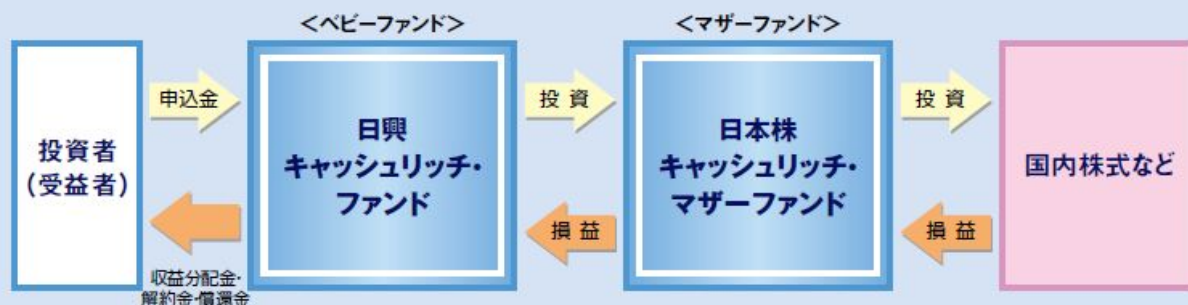 ＜ベビーファンド＞
＜マザーファンド＞
投資者
（受益者）
申込金
収益分配金・
解約金・償還金
日興
キャッシュリッチ・
ファンド
投資
損益
日本株
キャッシュリッチ・
マザーファンド
投資
損益
国内株式など